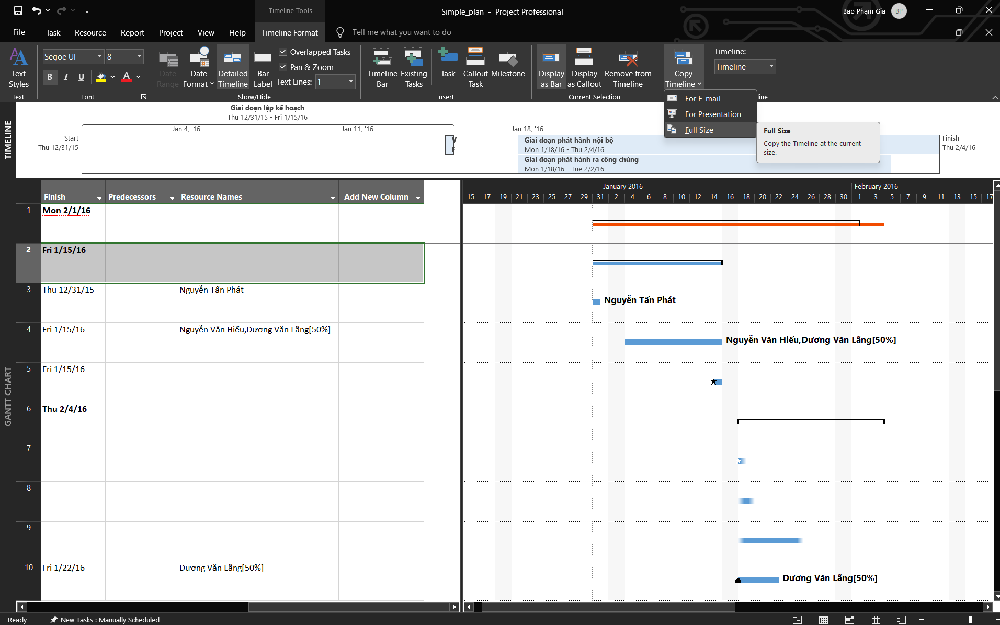 Timeline Tools
Simple_plan - Project Professional
Bảo Phạm Gia
BP
File
Task
Resource
Report
Project
View
Help
Timeline Format
Tell me what you want to do
Text Styles
Segoe UI
8
B I U
A
Date Range
Date Format
Detailed Timeline
Bar Label
Overlapped Tasks
Pan & Zoom
Text Lines: 1
Timeline Bar
Existing Tasks
Task
Callout Task
Milestone
Display as Bar
Display as Callout
Remove from Timeline
Copy Timeline
Timeline:
Timeline
Text
Font
Show/Hide
Insert
Current Selection
line
For E-mail
For Presentation
Full Size
Full Size
Copy the Timeline at the current
size.
TIMELINE
Giai đoạn lập kế hoạch
Thu 12/31/15 - Fri 1/15/16
Jan 4, '16
Jan 11, '16
Jan 18, '16
Start
Thu 12/31/15
V
F
Giai đoạn phát hành nội bộ
Mon 1/18/16 - Thu 2/4/16
Giai đoạn phát hành ra công chúng
Mon 1/18/16 - Tue 2/2/16
Finish
Thu 2/4/16
GANTT CHART
Finish
Predecessors
Resource Names
Add New Column
January 2016
February 2016
15 17 19 21 23 25 27 29 31 2 4 6 8 10 12 14 16 18 20 22 24 26 28 30 1 3 5 7 9 11 13 15 17
1 Mon 2/1/16
2 Fri 1/15/16
3 Thu 12/31/15 Nguyễn Tấn Phát
Nguyễn Tấn Phát
4 Fri 1/15/16 Nguyễn Văn Hiếu,Dương Văn Lãng[50%]
Nguyễn Văn Hiếu,Dương Văn Lãng[50%]
5 Fri 1/15/16
6 Thu 2/4/16
7
8
9
10 Fri 1/22/16 Dương Văn Lãng[50%]
Dương Văn Lãng[50%]
Ready
New Tasks : Manually Scheduled